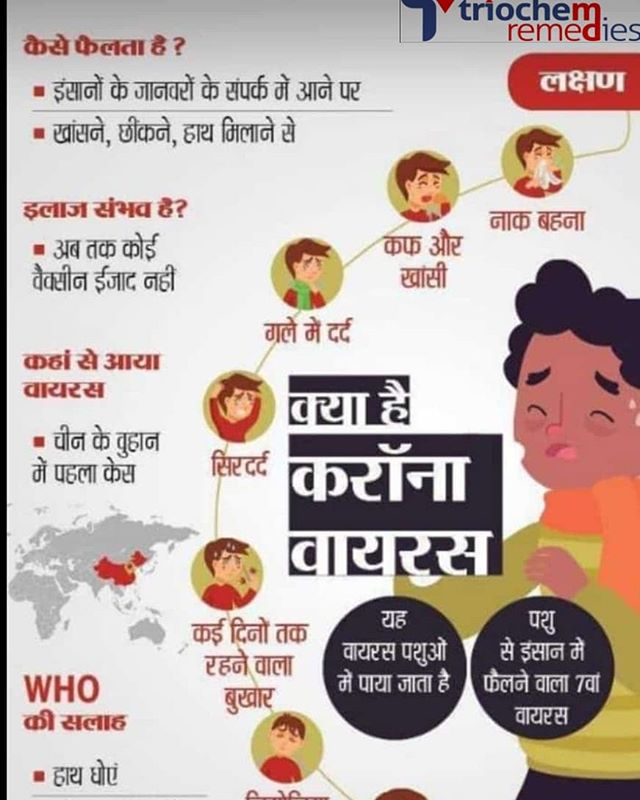 triochem
remedies
कैसे फैलता है ?
▪ इंसानों के जानवरों के संपर्क में आने पर
▪ खांसने, छींकने, हाथ मिलाने से
लक्षण
नाक बहना
कफ और
खांसी
गले में दर्द
सिरदर्द
कई दिनों तक
रहने वाला
बुखार
इलाज संभव है?
▪ अब तक कोई
वैक्सीन ईजाद नहीं
कहां से आया
वायरस
▪ चीन के वुहान
में पहला केस
क्या है
करॉना
वायरस
यह
वायरस पशुओं
में पाया जाता है
पशु
से इंसान में
फैलने वाला 7वां
वायरस
WHO
की सलाह
▪ हाथ धोएं